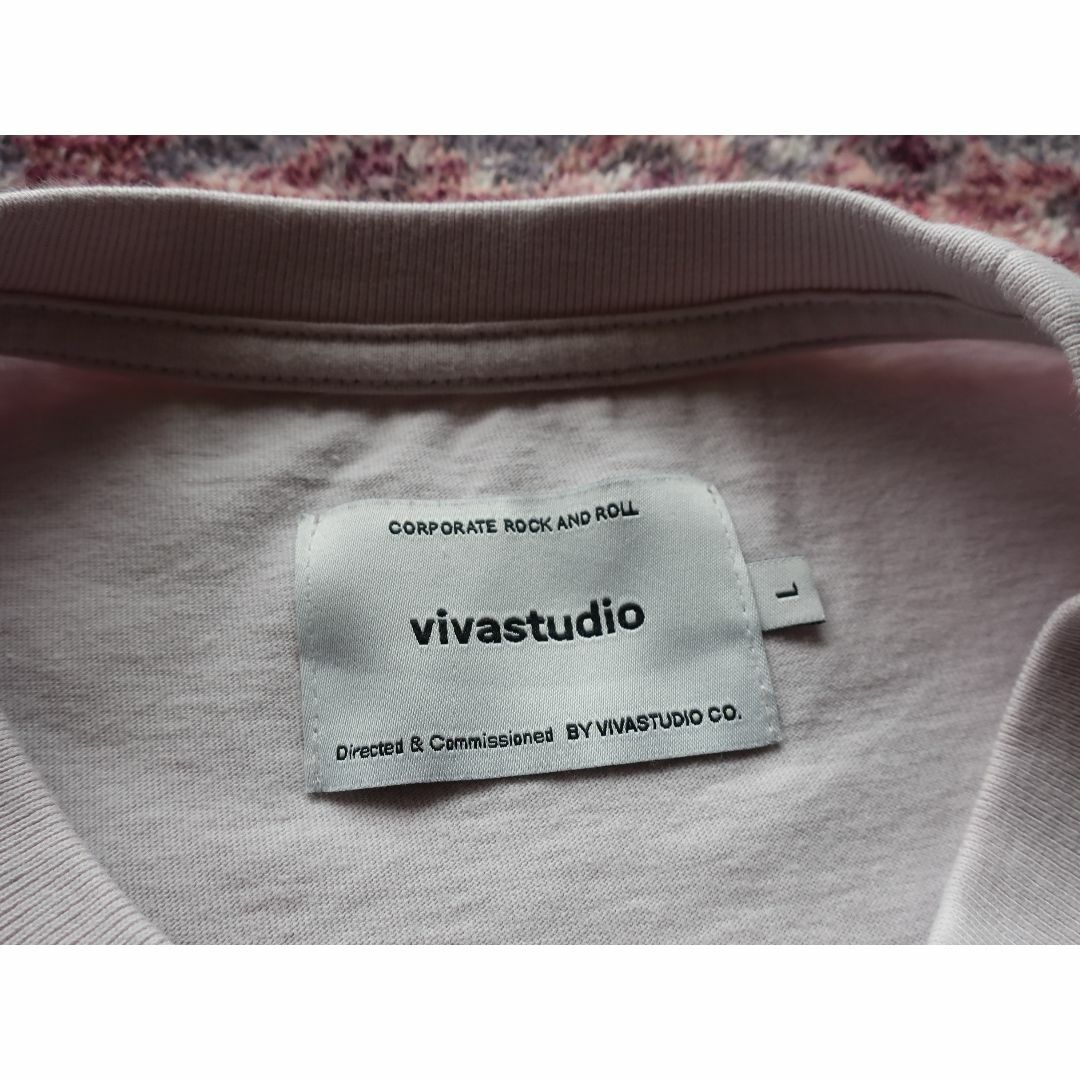 CORPORATE ROCK AND ROLL
vivastudio
L
Directed & Commissioned BY VIVASTUDIO CO.